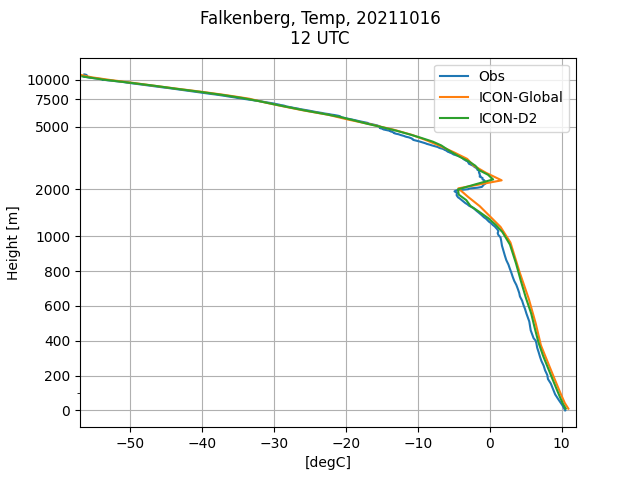 Falkenberg, Temp, 20211016
12 UTC
Obs
ICON-Global
ICON-D2
10000
7500
5000
2000
1000
800
600
400
200
0
Height [m]
−50
−40
−30
−20
−10
0
10
[degC]